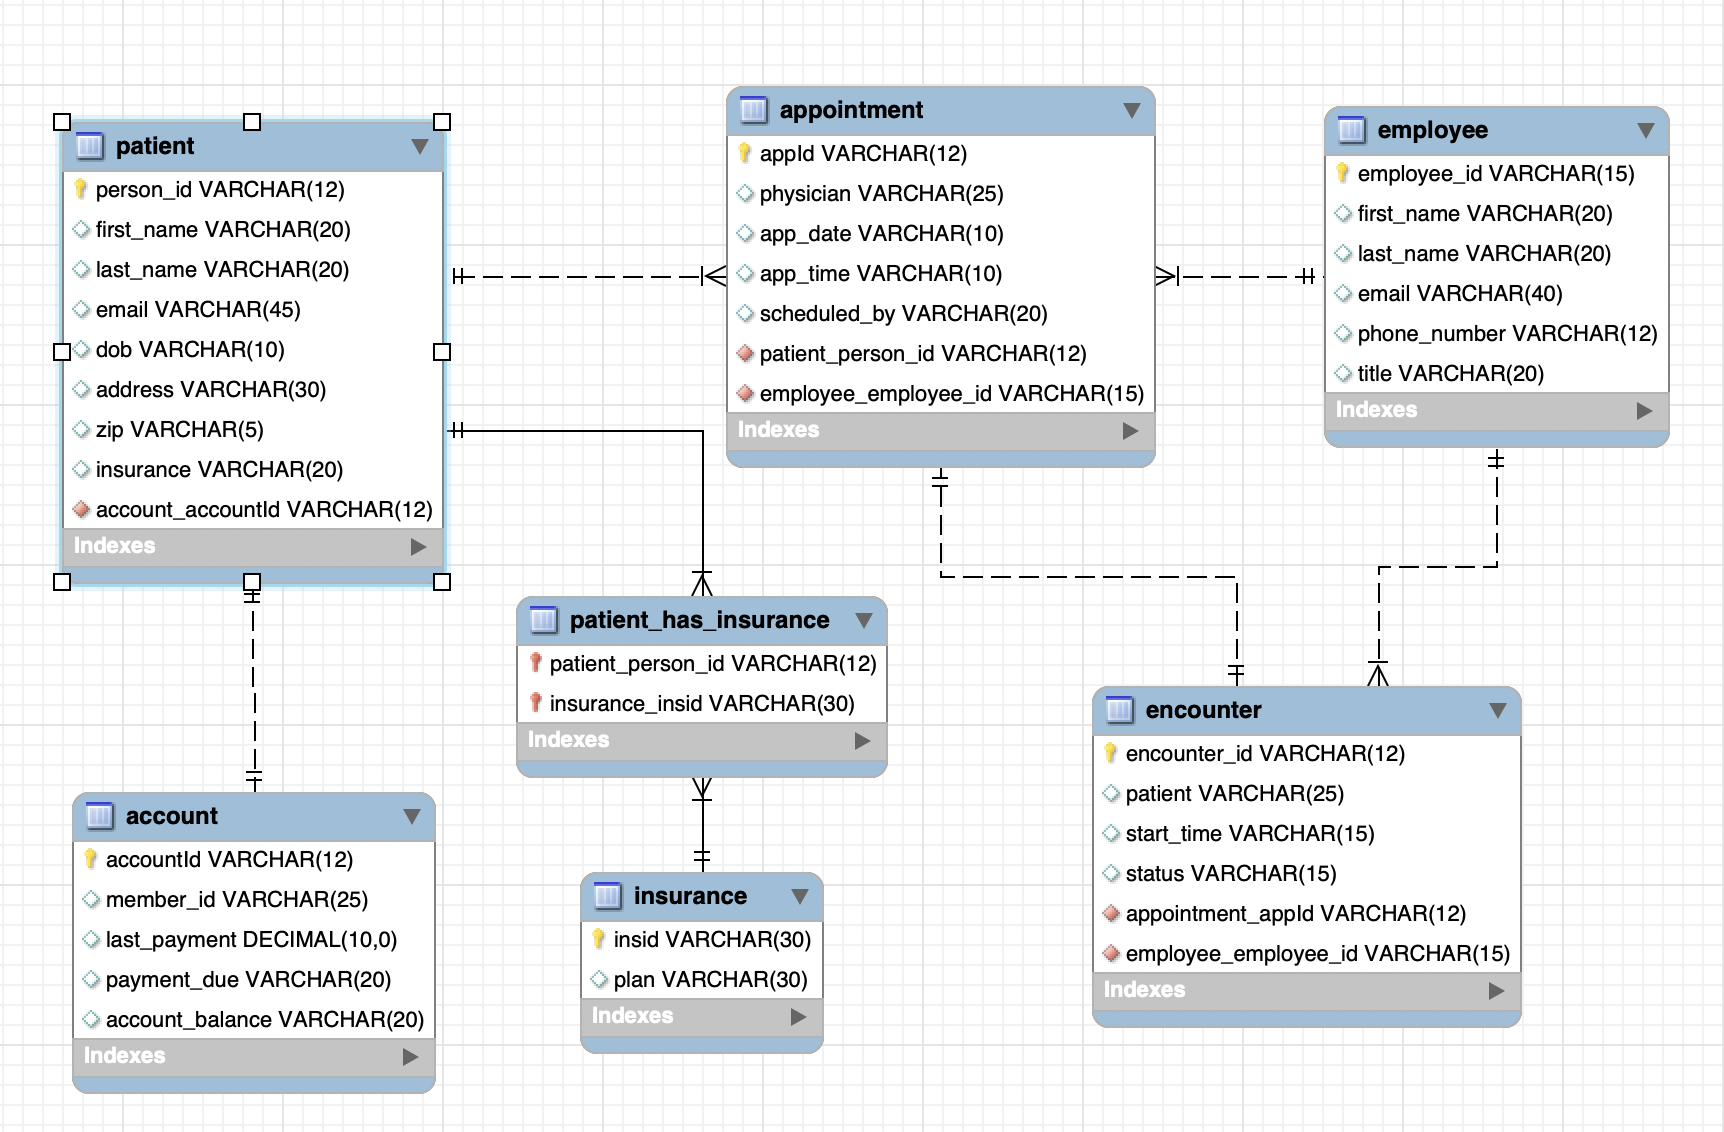 patient
person_id VARCHAR(12)
first_name VARCHAR(20)
last_name VARCHAR(20)
email VARCHAR(45)
dob VARCHAR(10)
address VARCHAR(30)
zip VARCHAR(5)
insurance VARCHAR(20)
account_accountId VARCHAR(12)
Indexes
appointment
appId VARCHAR(12)
physician VARCHAR(25)
app_date VARCHAR(10)
app_time VARCHAR(10)
scheduled_by VARCHAR(20)
patient_person_id VARCHAR(12)
employee_employee_id VARCHAR(15)
Indexes
employee
employee_id VARCHAR(15)
first_name VARCHAR(20)
last_name VARCHAR(20)
email VARCHAR(40)
phone_number VARCHAR(12)
title VARCHAR(20)
Indexes
patient_has_insurance
patient_person_id VARCHAR(12)
insurance_insid VARCHAR(30)
Indexes
encounter
encounter_id VARCHAR(12)
patient VARCHAR(25)
start_time VARCHAR(15)
status VARCHAR(15)
appointment_appId VARCHAR(12)
employee_employee_id VARCHAR(15)
Indexes
account
accountId VARCHAR(12)
member_id VARCHAR(25)
last_payment DECIMAL(10,0)
payment_due VARCHAR(20)
account_balance VARCHAR(20)
Indexes
insurance
insid VARCHAR(30)
plan VARCHAR(30)
Indexes